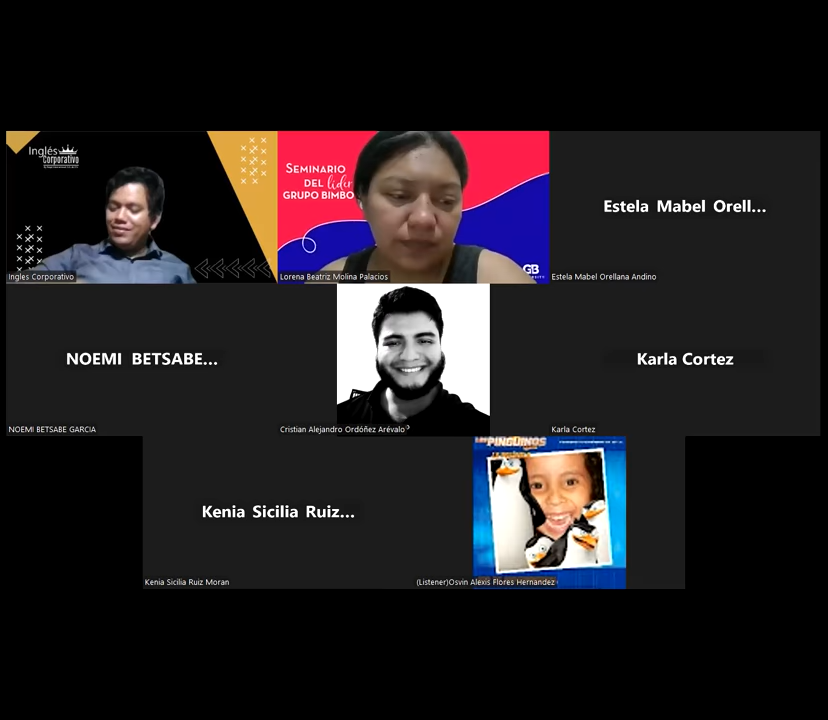 Inglés
Corporativo
Ingles Corporativo
SEMINARIO
DEL líder
GRUPO BIMBO
GB
Lorena Beatriz Molina Palacios
Estela Mabel Orell...
Estela Mabel Orellana Andino
NOEMI BETSABE...
NOEMI BETSABE GARCIA
Cristian Alejandro Ordóñez Arévalo
Karla Cortez
Karla Cortez
Kenia Sicilia Ruiz...
Kenia Sicilia Ruiz Moran
PINGÜINOS
(Listener)Osvin Alexis Flores Hernandez